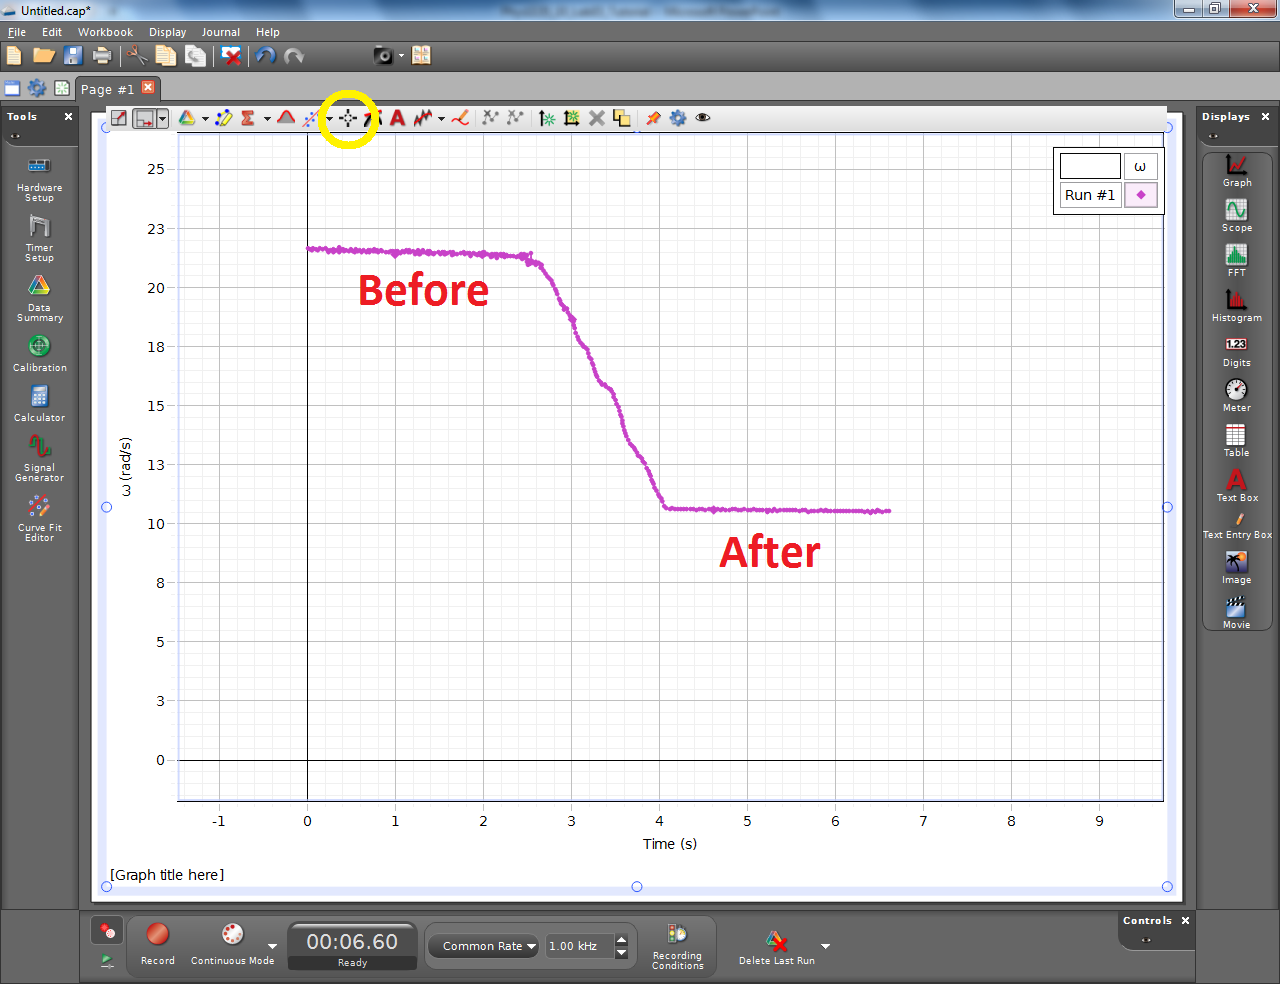 Untitled.cap*
File Edit Workbook Display Journal Help
Page #1
Tools
Hardware
Setup
Timer
Setup
Data
Summary
Calibration
Calculator
Signal
Generator
Curve Fit
Editor
25
23
20
18
15
13
10
8
5
3
0
ω (rad/s)
ω
Run #1
Before
After
-1 0 1 2 3 4 5 6 7 8 9
Time (s)
[Graph title here]
Displays
Graph
Scope
FFT
Histogram
1.23
Digits
Meter
Table
A
Text Box
Text Entry Box
Image
Movie
Record
Continuous Mode
00:06.60
Ready
Common Rate
1.00 kHz
Recording
Conditions
Delete Last Run
Controls